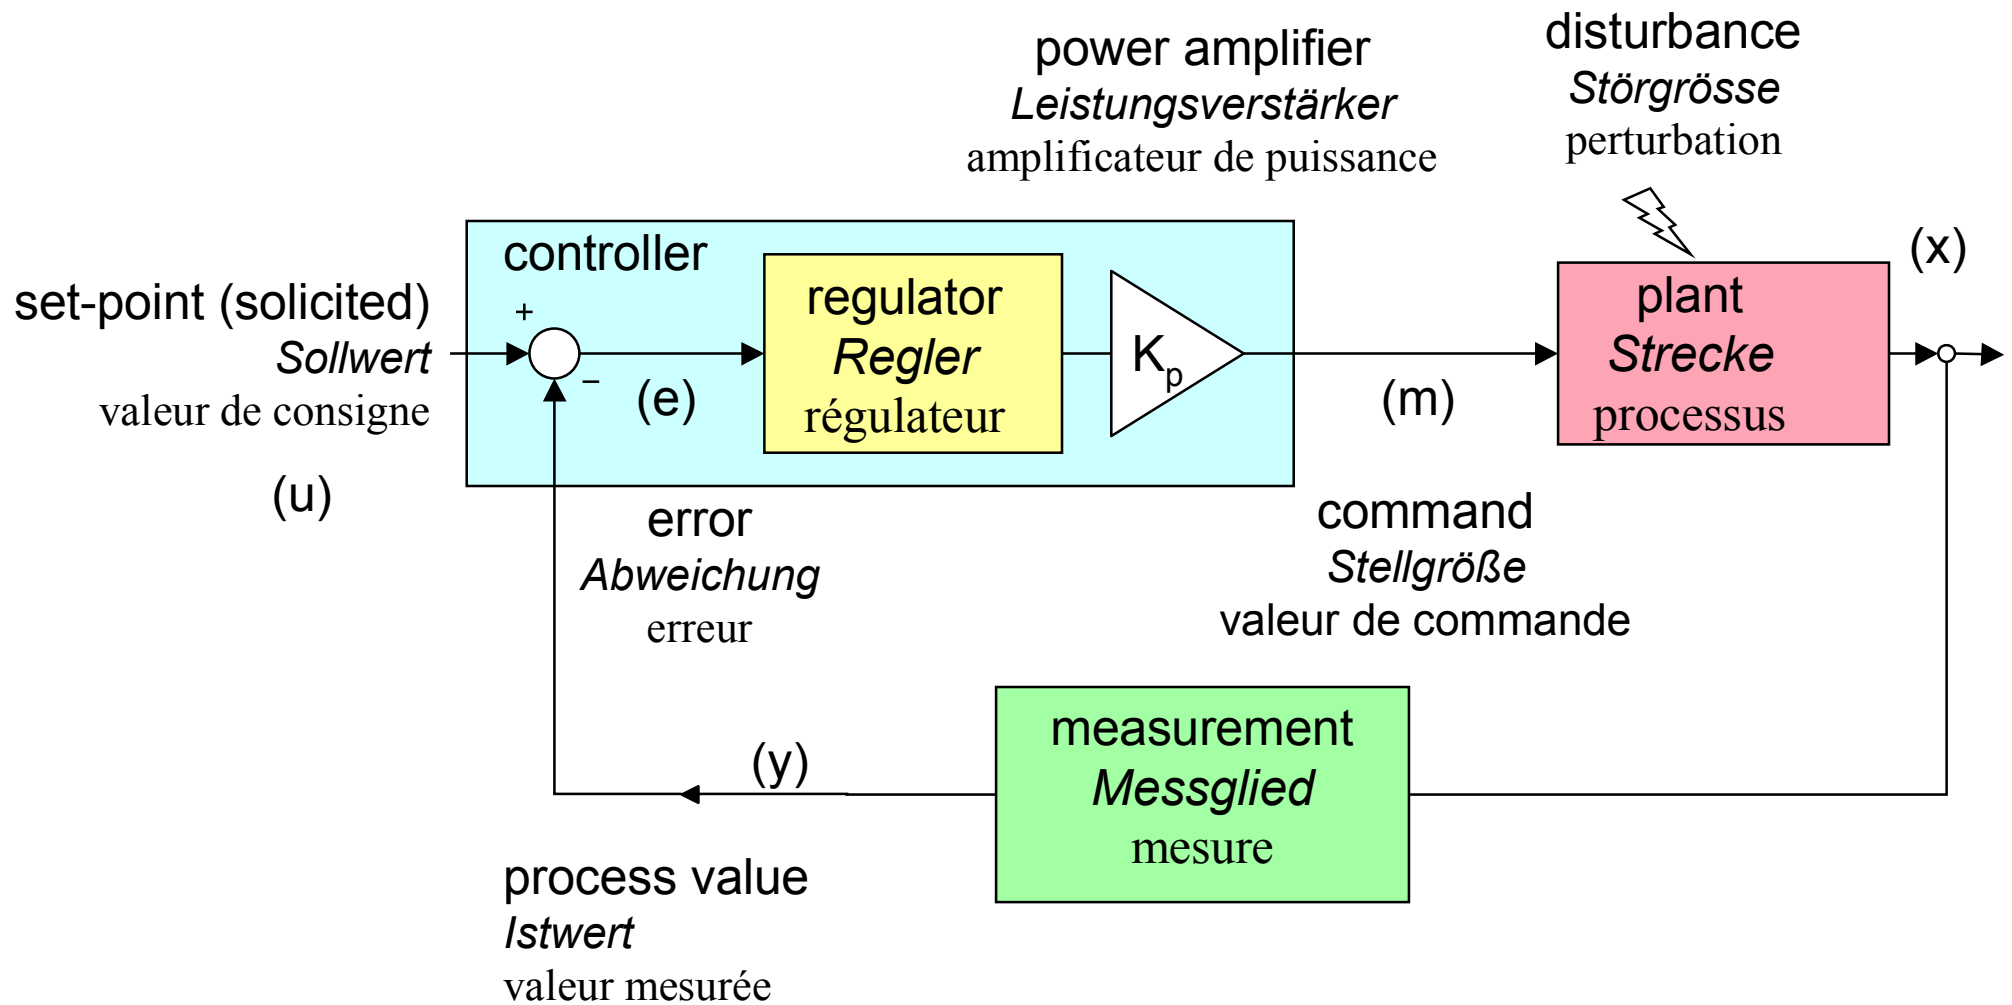 power amplifier
Leistungsverstärker
amplificateur de puissance
disturbance
Störgrösse
perturbation
(x)
controller
set-point (solicited)
Sollwert
valeur de consigne
(u)
+
−
(e)
regulator
Regler
régulateur
Kp
(m)
plant
Strecke
processus
error
Abweichung
erreur
command
Stellgröße
valeur de commande
measurement
Messglied
mesure
(y)
process value
Istwert
valeur mesurée